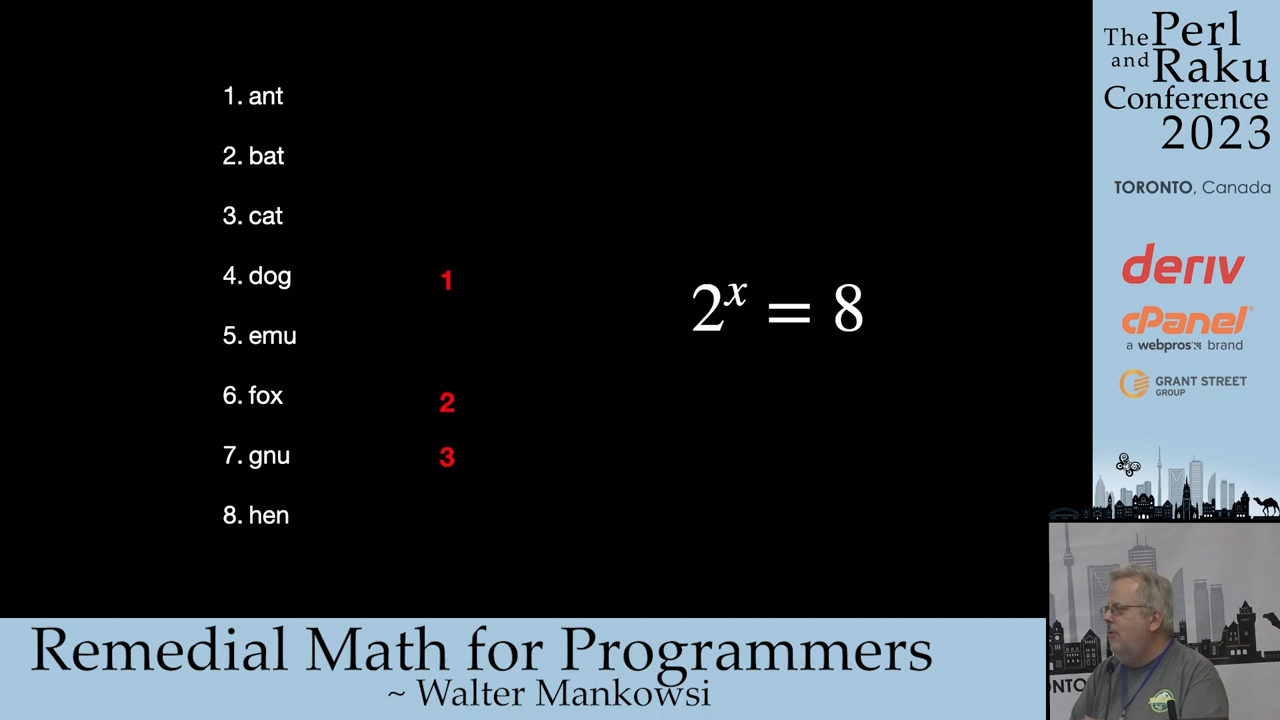 1. ant
2. bat
3. cat
4. dog
1
5. emu
6. fox
2
7. gnu
3
8. hen
2^x = 8
The Perl
and Raku
Conference
2023
TORONTO, Canada
deriv
cPanel®
a webpros brand
GRANT STREET
GROUP
NTO
Remedial Math for Programmers
~ Walter Mankowsi